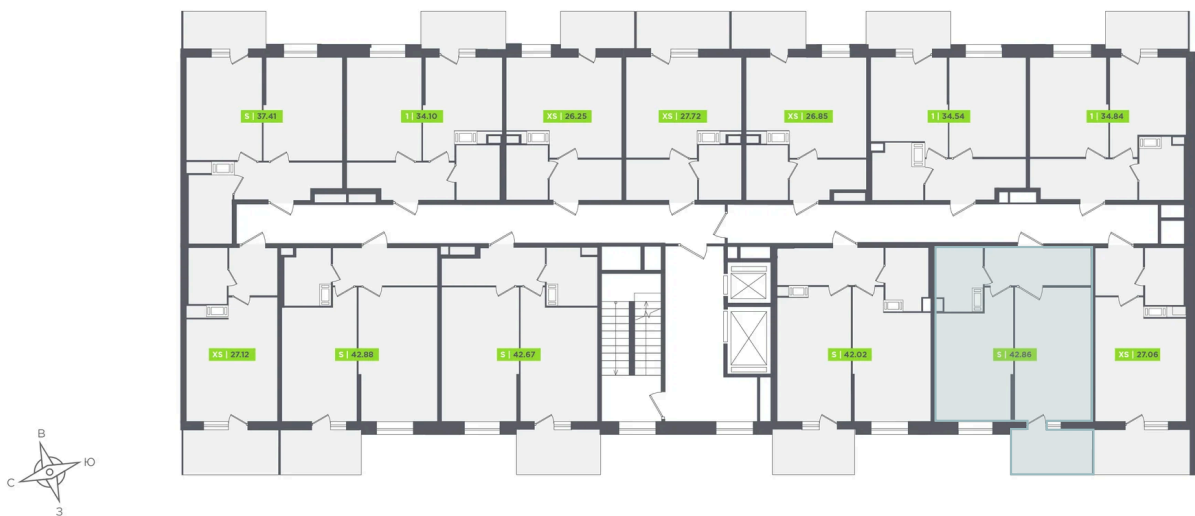 S | 37.41
1 | 34.10
XS | 26.25
XS | 27.72
XS | 26.85
1 | 34.54
1 | 34.84
XS | 27.12
S | 42.88
S | 42.67
S | 42.02
S | 42.86
XS | 27.06
В
Ю
С
З